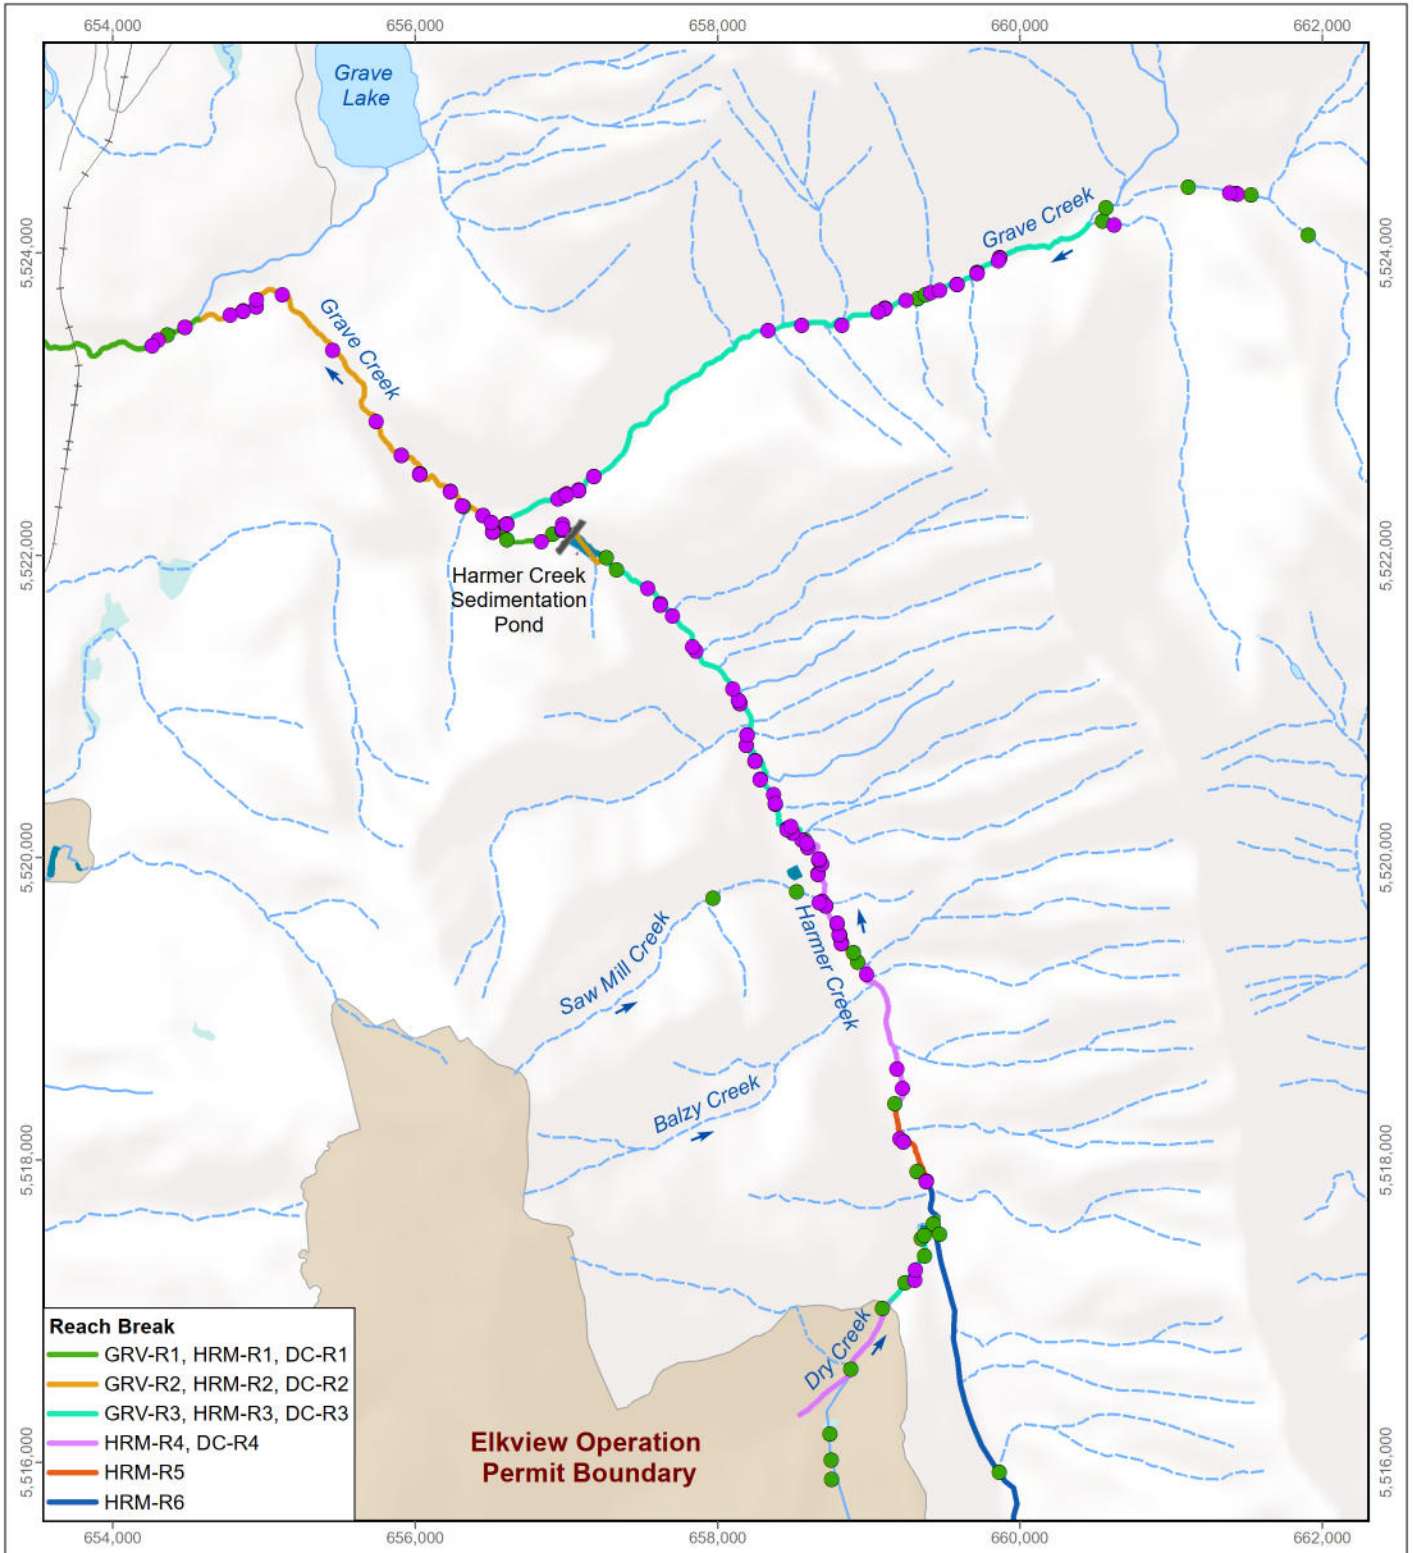 654,000 656,000 658,000 660,000 662,000
Grave
Lake
Grave Creek
5,524,000
5,524,000
Grave Creek
5,522,000
5,522,000
Harmer Creek
Sedimentation
Pond
5,520,000
5,520,000
Saw Mill Creek
Harmer Creek
Balzy Creek
5,518,000
5,518,000
Dry Creek
Reach Break
GRV-R1, HRM-R1, DC-R1
GRV-R2, HRM-R2, DC-R2
GRV-R3, HRM-R3, DC-R3
HRM-R4, DC-R4
HRM-R5
HRM-R6
Elkview Operation
Permit Boundary
5,516,000
5,516,000
654,000 656,000 658,000 660,000 662,000